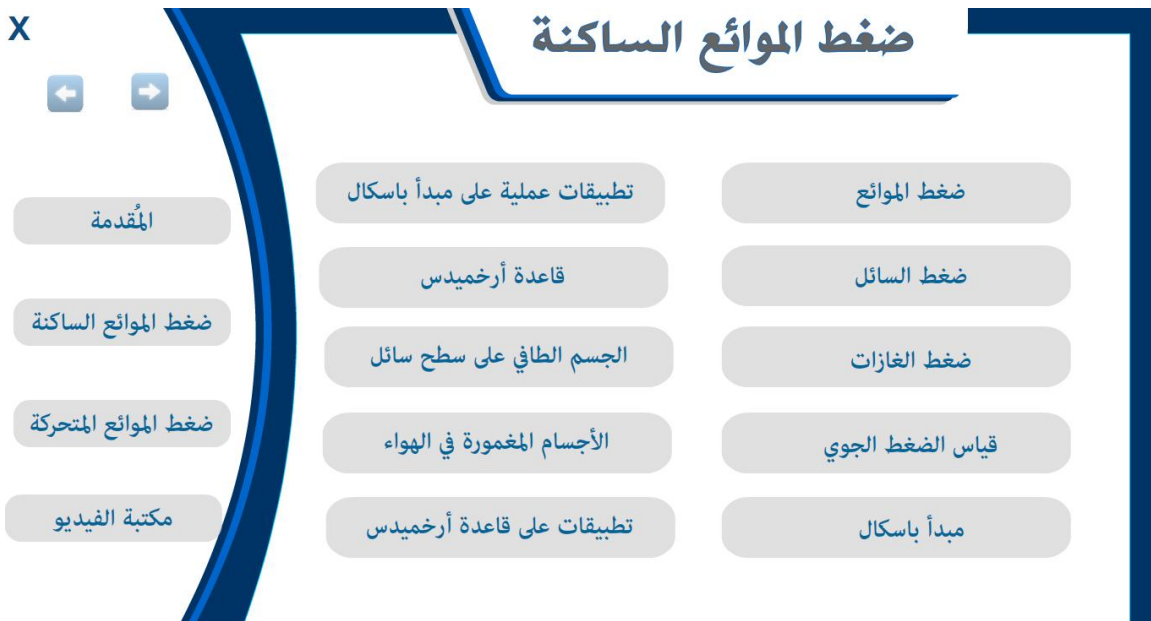 ضغط الموائع الساكنة
X
ضغط الموائع
ضغط السائل
ضغط الغازات
قياس الضغط الجوي
مبدأ باسكال
تطبيقات عملية على مبدأ باسكال
قاعدة أرخميدس
الجسم الطافي على سطح سائل
الأجسام المغمورة في الهواء
تطبيقات على قاعدة أرخميدس
المُقدمة
ضغط الموائع الساكنة
ضغط الموائع المتحركة
مكتبة الفيديو